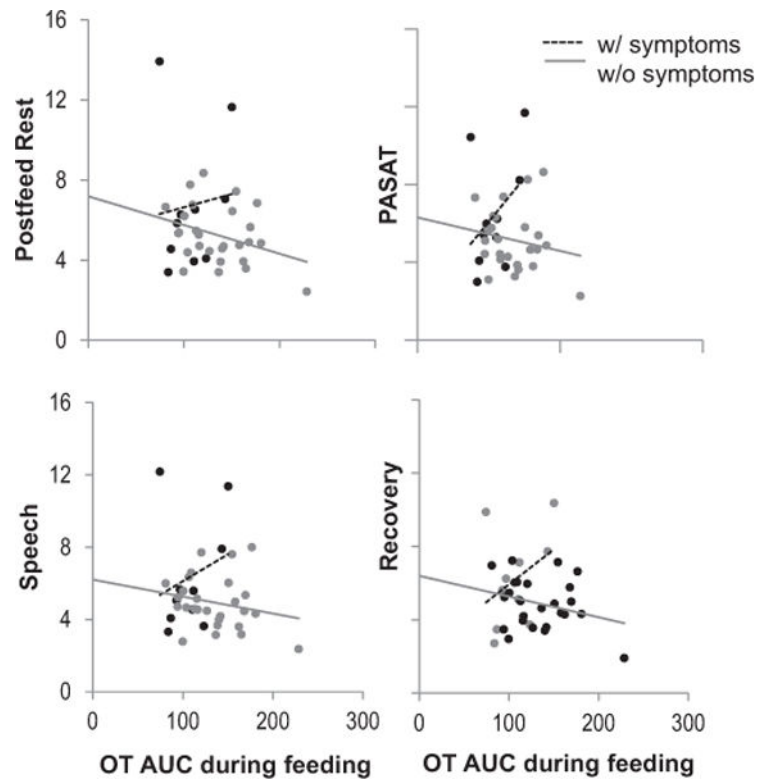 16
12
8
4
0
Postfeed Rest
PASAT
w/ symptoms
w/o symptoms
16
12
8
4
0
Speech
0 100 200 300
OT AUC during feeding
Recovery
0 100 200 300
OT AUC during feeding